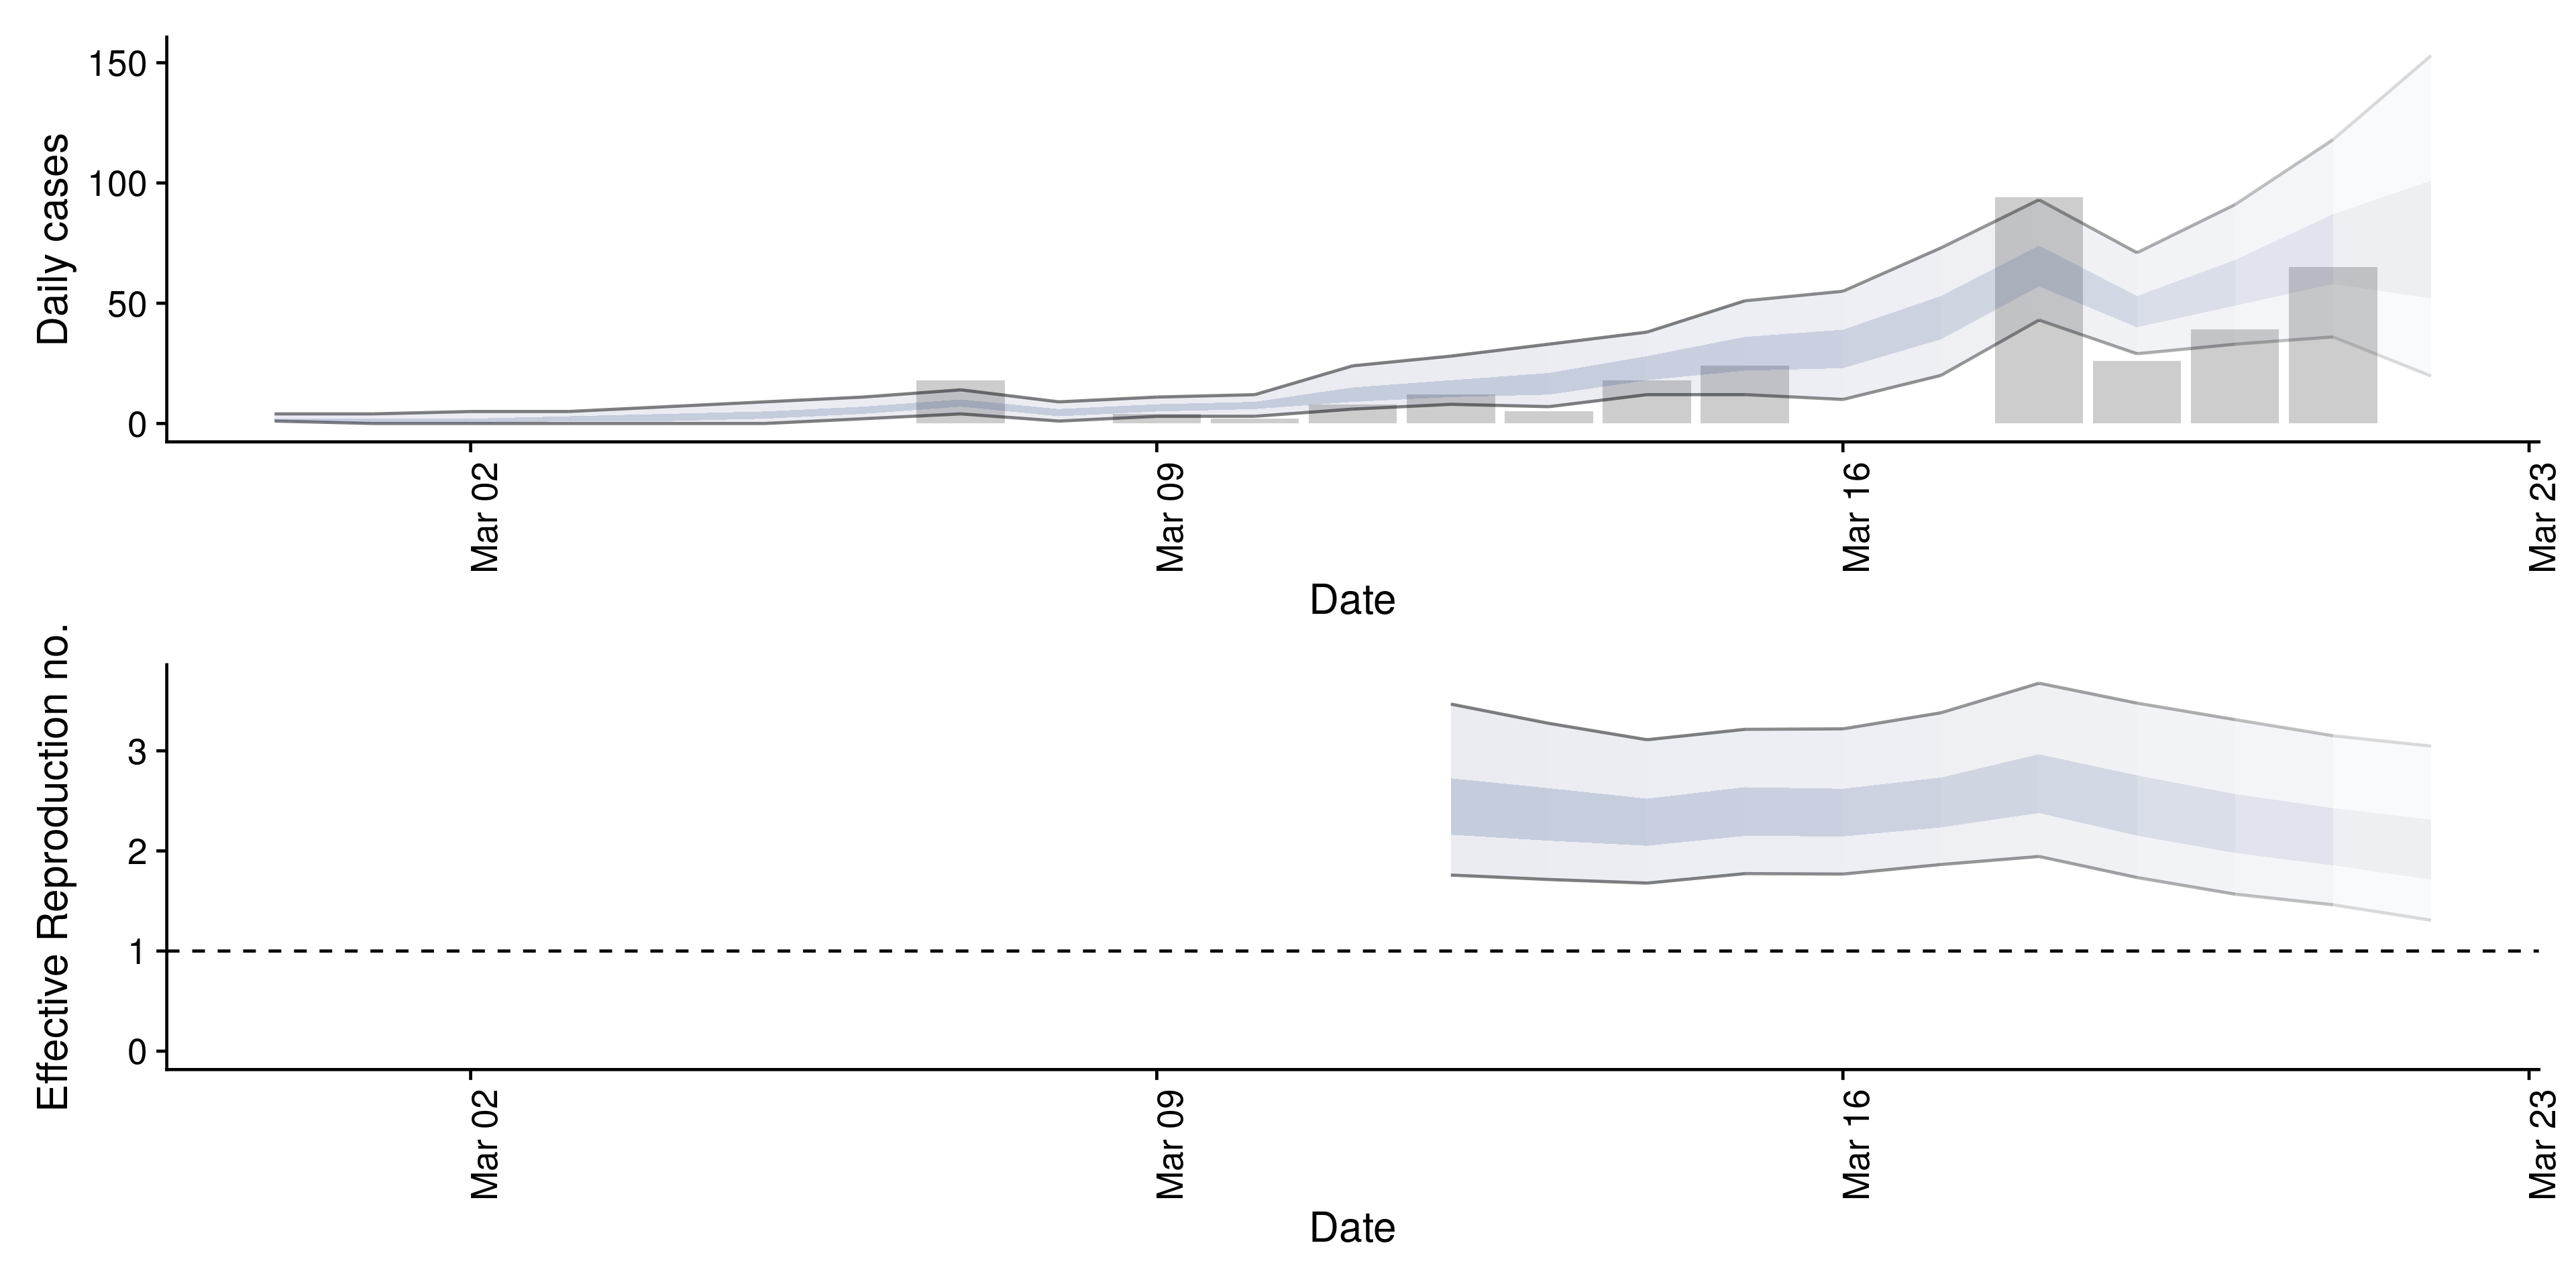 Daily cases
150
100
50
0
Mar 02
Mar 09
Mar 16
Mar 23
Date
Effective Reproduction no.
3
2
1
0
Mar 02
Mar 09
Mar 16
Mar 23
Date